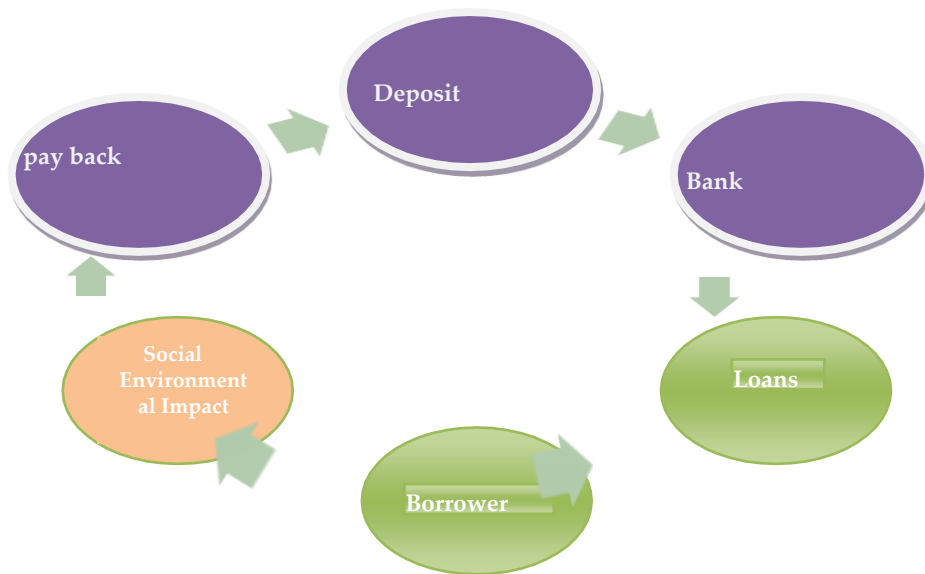 Deposit
pay back
Bank
Social
Environment
al Impact
Loans
Borrower